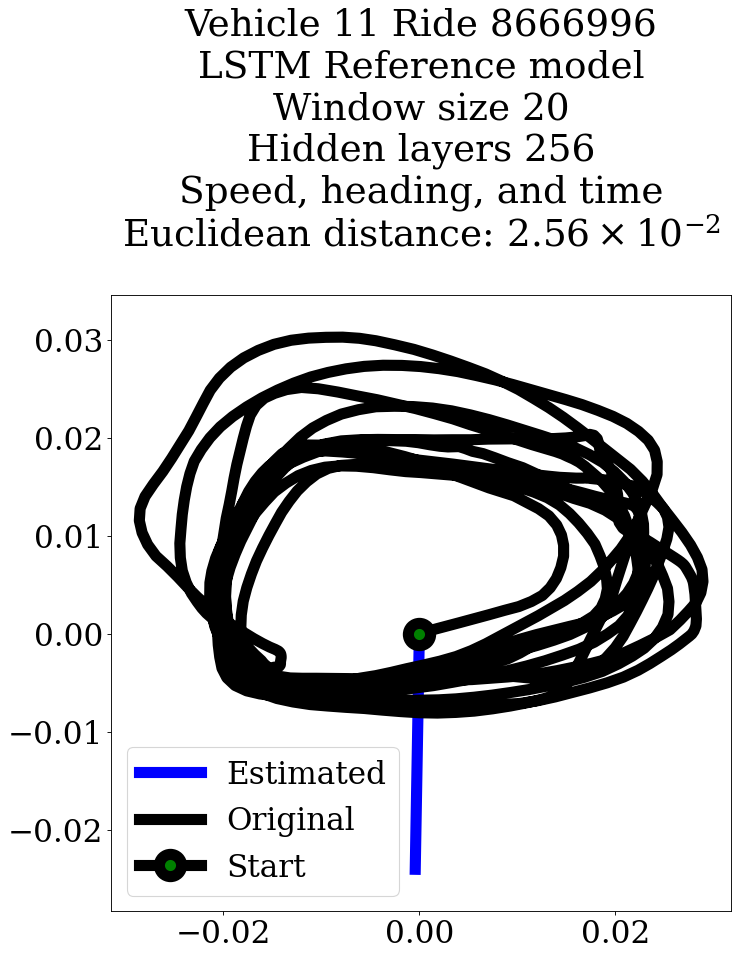 Vehicle 11 Ride 8666996
LSTM Reference model
Window size 20
Hidden layers 256
Speed, heading, and time
Euclidean distance: 2.56 × 10⁻²
0.03
0.02
0.01
0.00
−0.01
−0.02
Estimated
Original
Start
−0.02 0.00 0.02